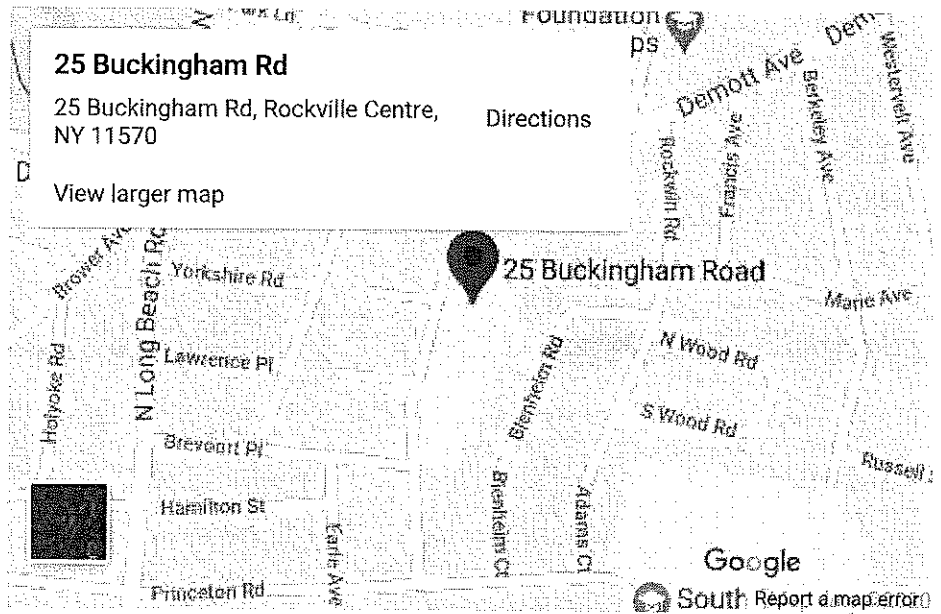 Foundation
ps
25 Buckingham Rd
25 Buckingham Rd, Rockville Centre,
NY 11570
Directions
View larger map
Demott Ave
Berkeley Ave
Westervelt Ave
Rockwin Rd
Francis Ave
Brower Ave
N Long Beach Rd
Yorkshire Rd
25 Buckingham Road
Marie Ave
Holyoke Rd
Lawrence Pl
Blenheim Rd
N Wood Rd
S Wood Rd
Brevoort Pl
Russell
Hamilton St
Earle Ave
Blenheim Ct
Adams Ct
Google
Princeton Rd
South
Report a map error